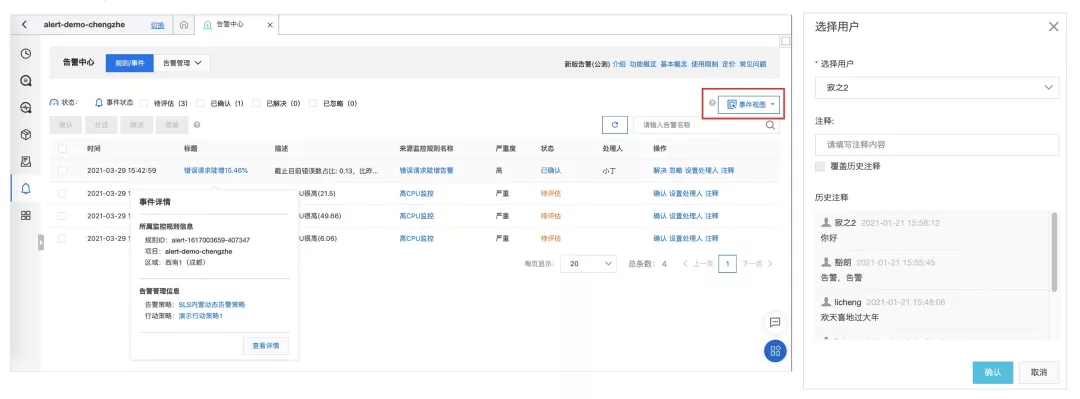 alert-demo-chengzhe 切换 告警中心
告警中心 规则/事件 告警管理
新版告警(公测) 介绍 功能概览 基本概念 使用限制 定价 常见问题
状态: 事件状态 待评估 (3) 已确认 (1) 已解决 (0) 已忽略 (0)
事件视图
确认 分派 解决 忽略
请输入告警名称
时间 标题 描述 来源监控规则名称 严重度 状态 处理人 操作
2021-03-29 15:42:59 错误请求陡增15.46% 截止目前错误数占比: 0.13, 比昨... 错误请求陡增告警 高 已确认 小丁 解决 忽略 设置处理人 注释
2021-03-29 1 U很高(21.5) 高CPU监控 严重 待评估 确认 设置处理人 注释
2021-03-29 1 U很高(49.66) 高CPU监控 严重 待评估 确认 设置处理人 注释
2021-03-29 1 U很高(6.06) 高CPU监控 严重 待评估 确认 设置处理人 注释
每页显示: 20 总条数: 4 上一页 1 下一页
事件详情
所属监控规则信息
规则ID: alert-1617003659-407347
项目: alert-demo-chengzhe
区域: 西南1（成都）
告警管理信息
告警策略: SLS内置动态告警策略
行动策略: 演示行动策略1
查看详情
选择用户
* 选择用户
寂之2
注释:
请填写注释内容
覆盖历史注释
历史注释
寂之2 2021-01-21 15:58:12
你好
豁朗 2021-01-21 15:55:45
告警，告警
licheng 2021-01-21 15:48:06
欢天喜地过大年
确认 取消